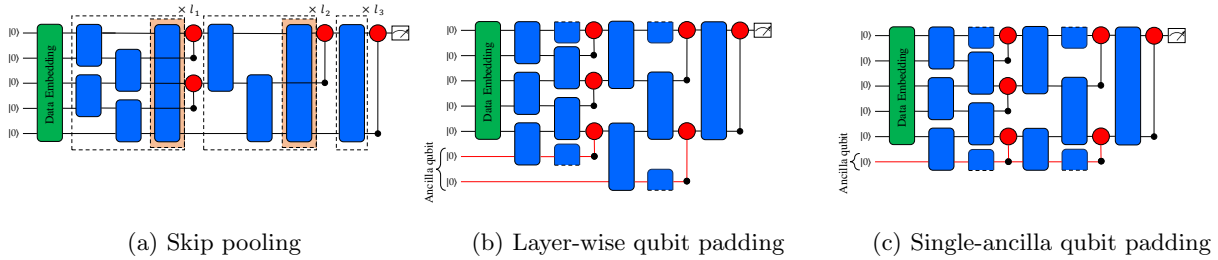 × l₁
× l₂
× l₃
|0⟩
|0⟩
|0⟩
|0⟩
|0⟩
Data Embedding
(a) Skip pooling
|0⟩
|0⟩
|0⟩
|0⟩
|0⟩
|0⟩
|0⟩
Data Embedding
Ancilla qubit
(b) Layer-wise qubit padding
|0⟩
|0⟩
|0⟩
|0⟩
|0⟩
|0⟩
Data Embedding
Ancilla qubit
(c) Single-ancilla qubit padding